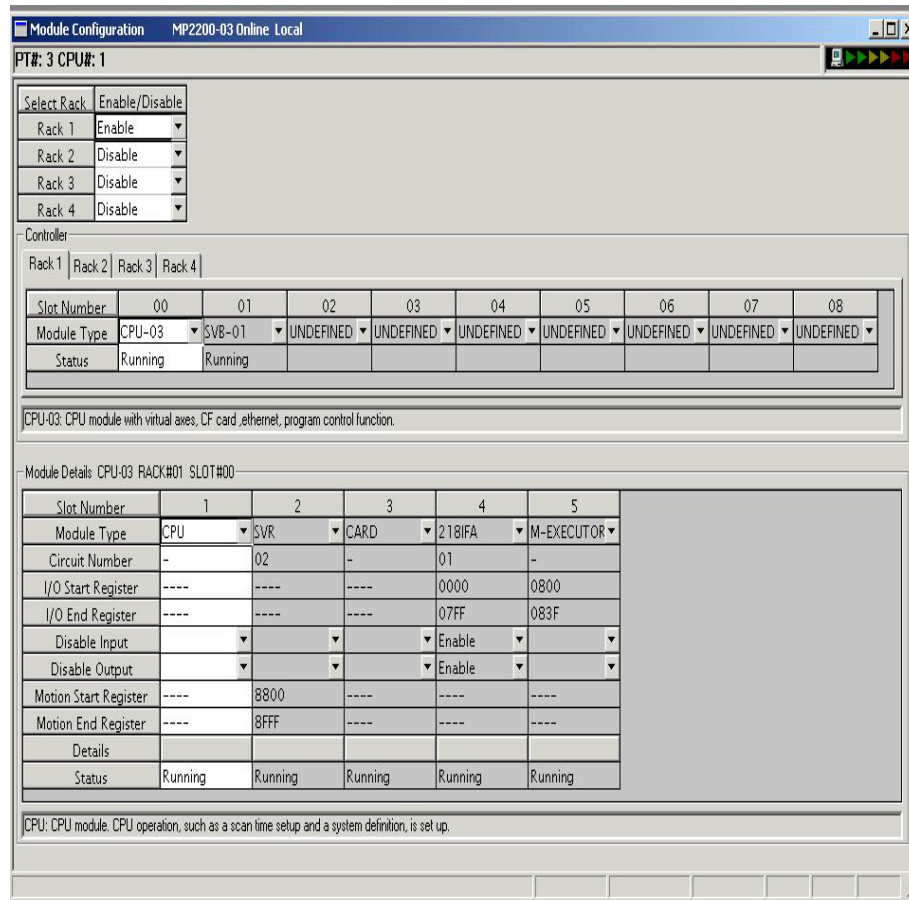 Module Configuration MP2200-03 Online Local
PT#: 3 CPU#: 1
Select Rack Enable/Disable
Rack 1 Enable
Rack 2 Disable
Rack 3 Disable
Rack 4 Disable
Controller
Rack 1 Rack 2 Rack 3 Rack 4
Slot Number 00 01 02 03 04 05 06 07 08
Module Type CPU-03 SVB-01 UNDEFINED UNDEFINED UNDEFINED UNDEFINED UNDEFINED UNDEFINED UNDEFINED
Status Running Running
CPU-03: CPU module with virtual axes, CF card ,ethernet, program control function.
Module Details CPU-03 RACK#01 SLOT#00
Slot Number 1 2 3 4 5
Module Type CPU SVR CARD 218IFA M-EXECUTOR
Circuit Number - 02 - 01 -
I/O Start Register ---- ---- ---- 0000 0800
I/O End Register ---- ---- ---- 07FF 083F
Disable Input Enable
Disable Output Enable
Motion Start Register ---- 8800 ---- ---- ----
Motion End Register ---- 8FFF ---- ---- ----
Details
Status Running Running Running Running Running
CPU: CPU module. CPU operation, such as a scan time setup and a system definition, is set up.